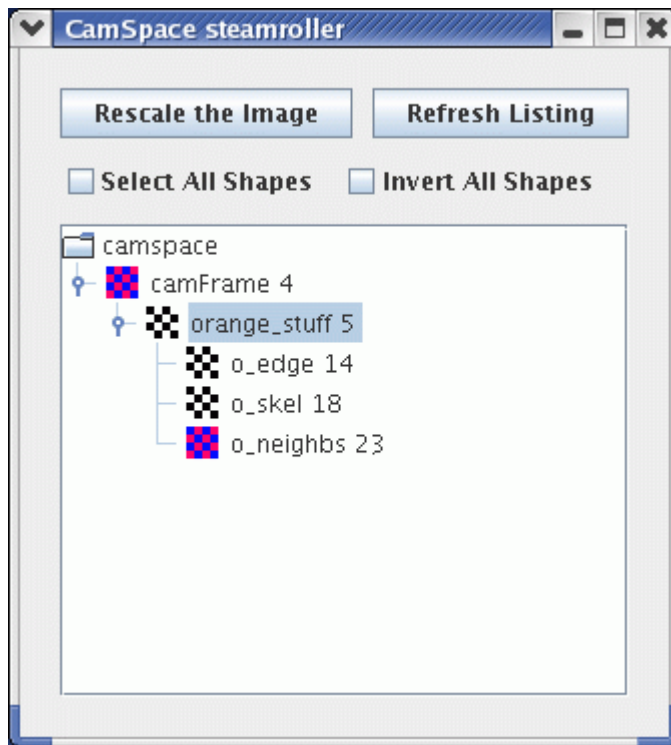 CamSpace steamroller
Rescale the Image Refresh Listing
Select All Shapes Invert All Shapes
camspace
camFrame 4
orange_stuff 5
o_edge 14
o_skel 18
o_neighbs 23